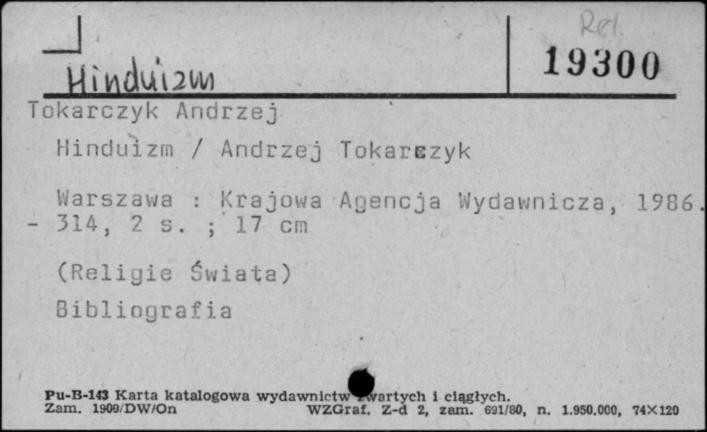 Rel.
19300
Hinduizm
Tokarczyk Andrzej
Hinduizm / Andrzej Tokarczyk
Warszawa : Krajowa Agencja Wydawnicza, 1986.
- 314, 2 s. ; 17 cm
(Religie Świata)
Bibliografia
Pu-B-143 Karta katalogowa wydawnictw zwartych i ciągłych.
Zam. 1909/DW/On WZGraf. Z-d 2, zam. 691/80, n. 1.950.000, 74×120